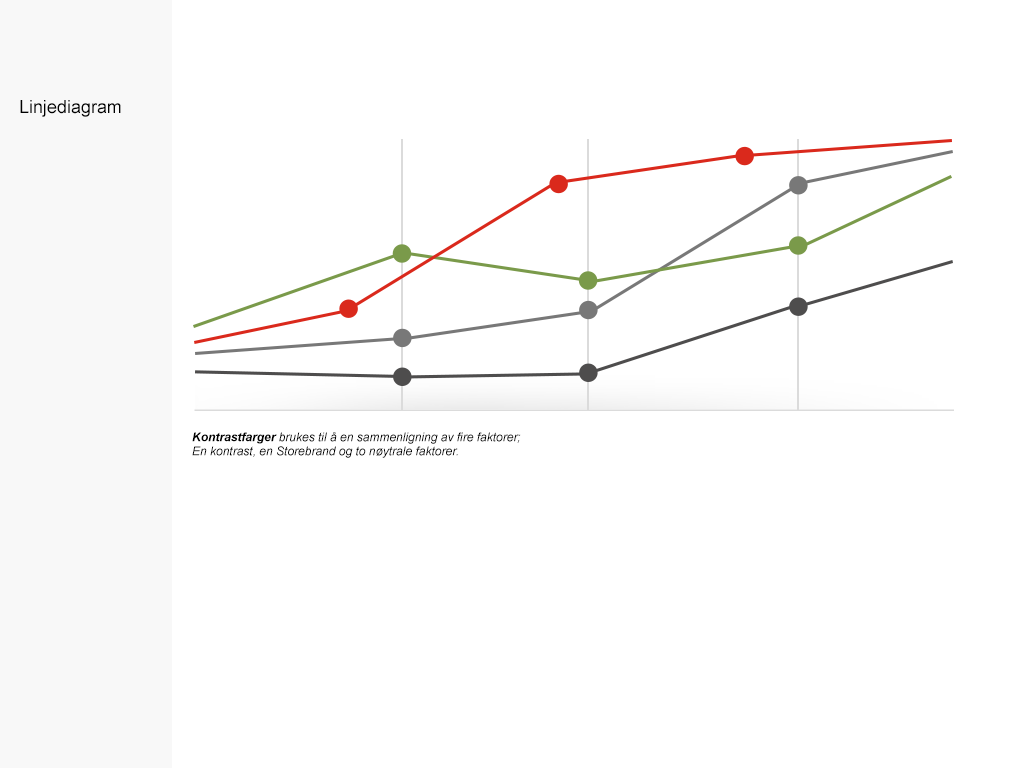 Linjediagram
Kontrastfarger brukes til å en sammenligning av fire faktorer;
En kontrast, en Storebrand og to nøytrale faktorer.